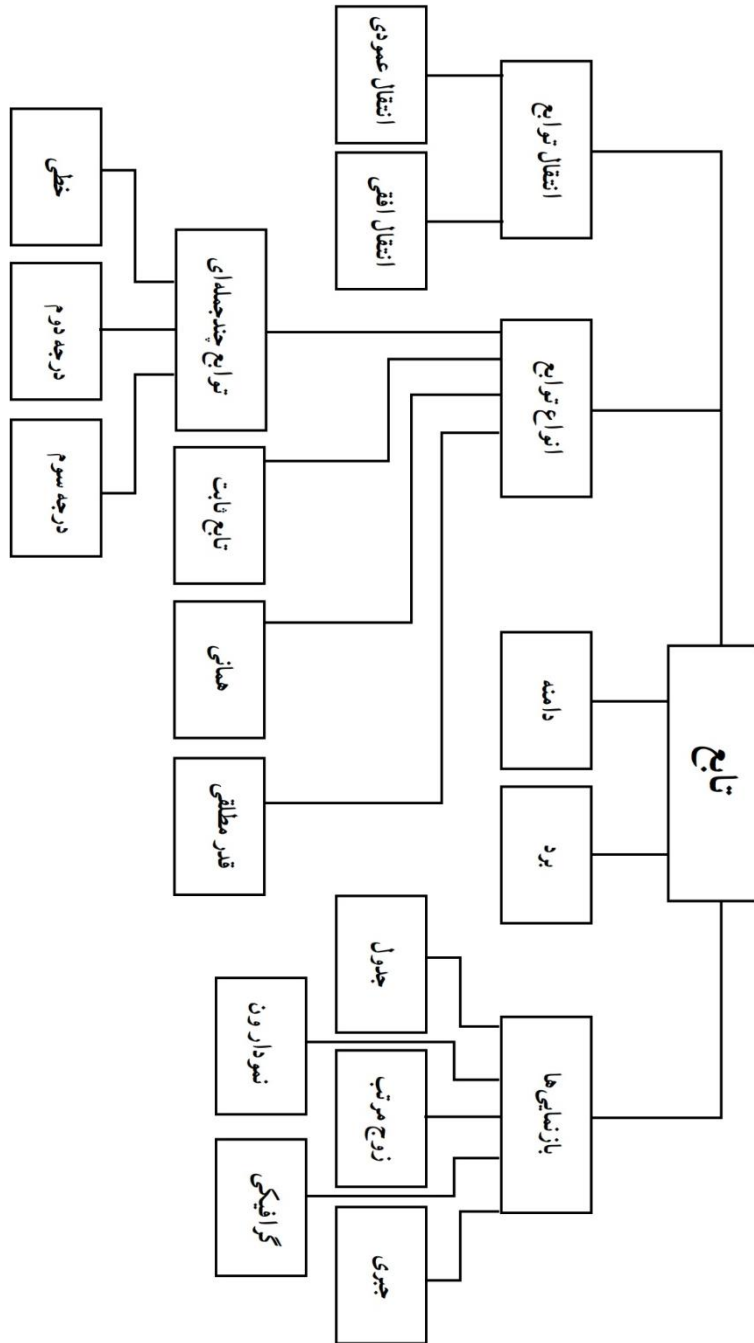 تابع
بازنمایی‌ها
برد
دامنه
انواع توابع
انتقال توابع
جبری
گرافیکی
زوج مرتب
نمودار ون
جدول
قدر مطلقی
همانی
تابع ثابت
توابع چندجمله‌ای
انتقال افقی
انتقال عمودی
درجه سوم
درجه دوم
خطی